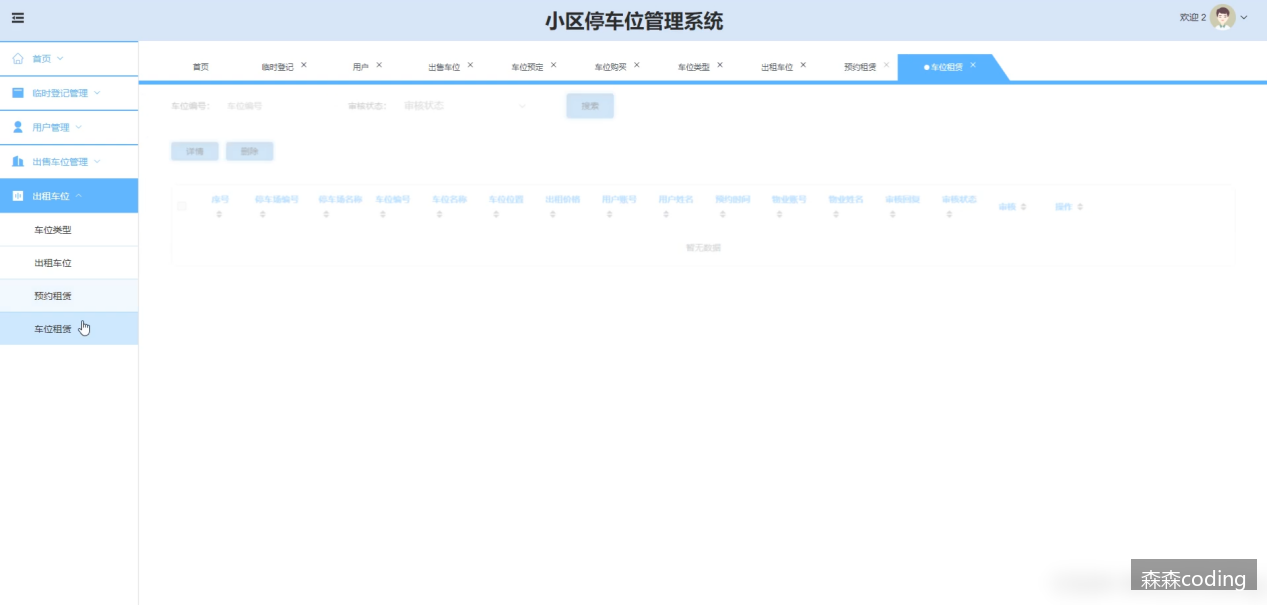 小区停车位管理系统
欢迎 2
首页
临时登记管理
用户管理
出售车位管理
出租车位
车位类型
出租车位
预约租赁
车位租赁
首页 临时登记 用户 出售车位 车位预定 车位购买 车位类型 出租车位 预约租赁 车位租赁
车位编号: 车位编号 审核状态: 审核状态 搜索
详情 删除
序号 停车场编号 停车场名称 车位编号 车位名称 车位位置 出租价格 用户账号 用户姓名 预约时间 物业账号 物业姓名 审核回复 审核状态 审核 操作
暂无数据
森森coding